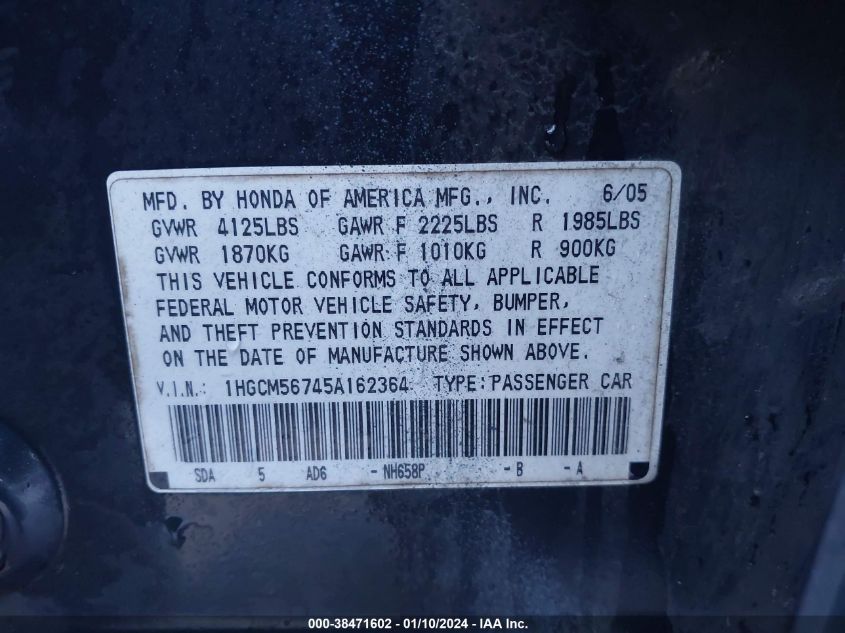 MFD. BY HONDA OF AMERICA MFG., INC. 6/05
GVWR 4125LBS GAWR F 2225LBS R 1985LBS
GVWR 1870KG GAWR F 1010KG R 900KG
THIS VEHICLE CONFORMS TO ALL APPLICABLE
FEDERAL MOTOR VEHICLE SAFETY, BUMPER,
AND THEFT PREVENTION STANDARDS IN EFFECT
ON THE DATE OF MANUFACTURE SHOWN ABOVE.
V.I.N.: 1HGCM56745A162364 TYPE:PASSENGER CAR
SDA 5 AD6 -NH658P -B -A
000-38471602 - 01/10/2024 - IAA Inc.